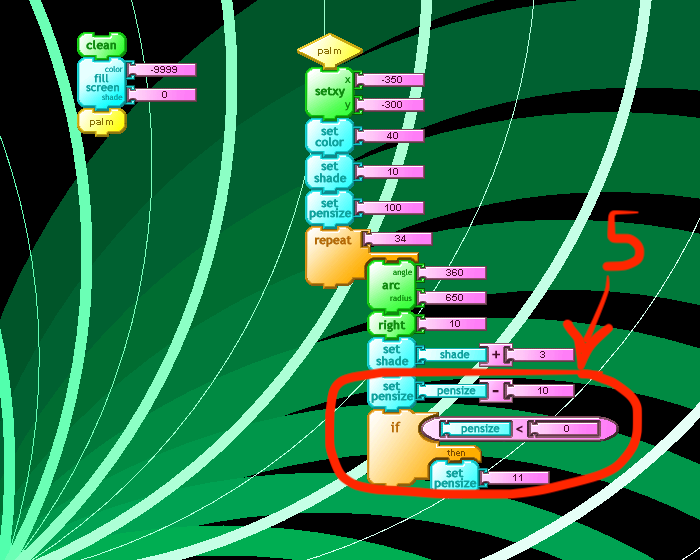 clean
color -9999
fill
screen
shade 0
palm
palm
x -350
setxy
y -300
set
color 40
set
shade 10
set
pensize 100
repeat 34
angle 360
arc
radius 650
right 10
set
shade shade + 3
set
pensize pensize - 10
if pensize < 0
then
set
pensize 11
5